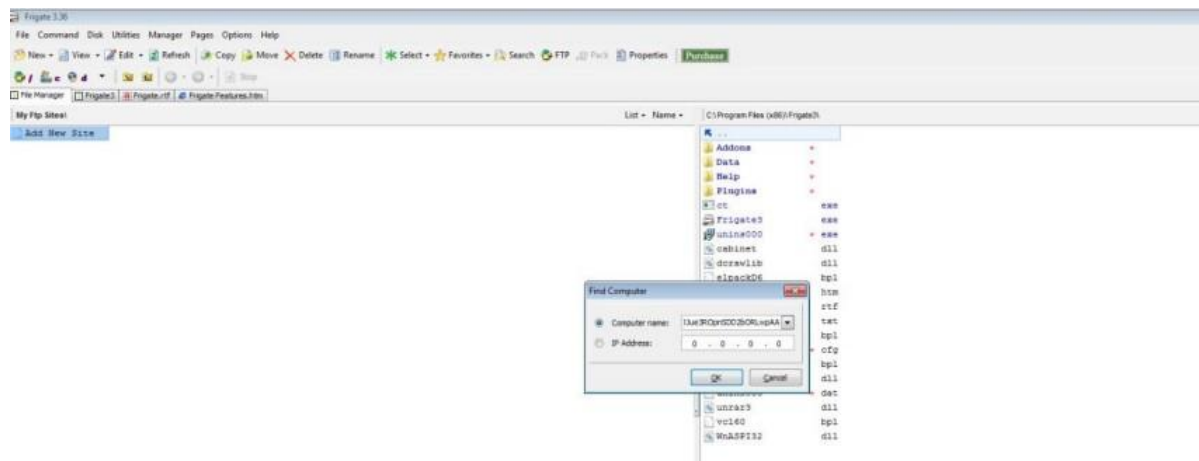 Frigate 3.36
File Command Disk Utilities Manager Pages Options Help
New View Edit Refresh Copy Move Delete Rename Select Favorites Search FTP Pack Properties Purchase
/ c d Stop
File Manager Frigate3 Frigate.rtf Frigate Features.htm
My Ftp Sites\ List Name C:\Program Files (x86)\Frigate3\
Add New Site ..
Addons
Data
Help
Plugins
ct exe
Frigate3 exe
unins000 exe
cabinet dll
dcrawlib dll
elpackD6 bpl
htm
rtf
txt
bpl
cfg
bpl
dll
dat
unrar3 dll
vcl60 bpl
WnASPI32 dll
Find Computer
Computer name:
IP Address: 0 . 0 . 0 . 0
OK Cancel